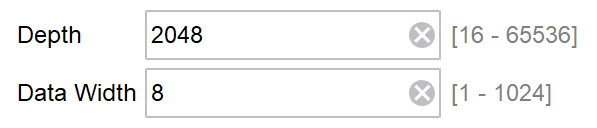 Depth 2048 [16 - 65536]
Data Width 8 [1 - 1024]